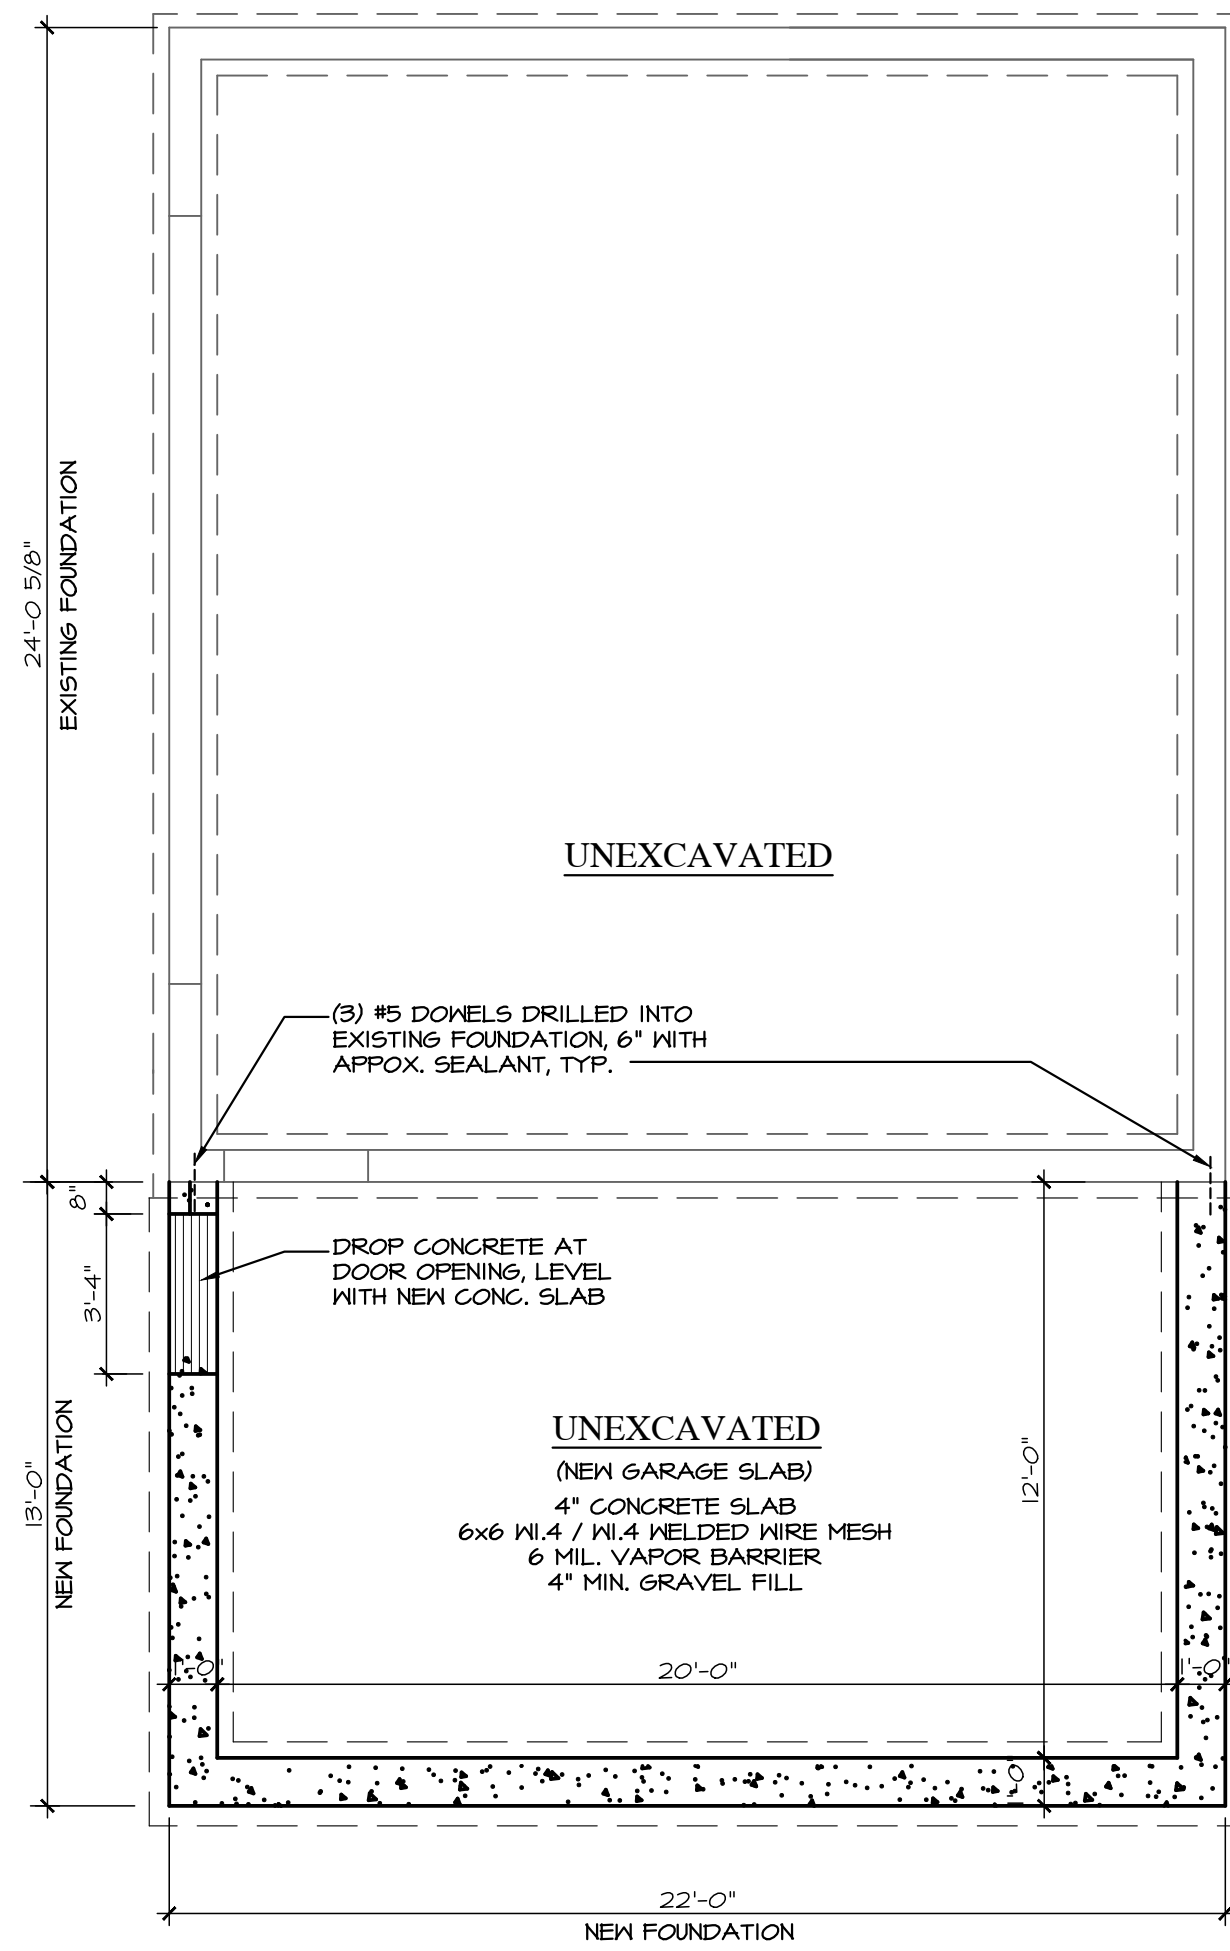 24'-0 5/8"
EXISTING FOUNDATION
UNEXCAVATED
(3) #5 DOWELS DRILLED INTO
EXISTING FOUNDATION, 6" WITH
APPOX. SEALANT, TYP.
8"
3'-4"
DROP CONCRETE AT
DOOR OPENING, LEVEL
WITH NEW CONC. SLAB
13'-0"
NEW FOUNDATION
UNEXCAVATED
(NEW GARAGE SLAB)
4" CONCRETE SLAB
6x6 W1.4 / W1.4 WELDED WIRE MESH
6 MIL. VAPOR BARRIER
4" MIN. GRAVEL FILL
12'-0"
1'-0"
20'-0"
1'-0"
1'-0"
22'-0"
NEW FOUNDATION